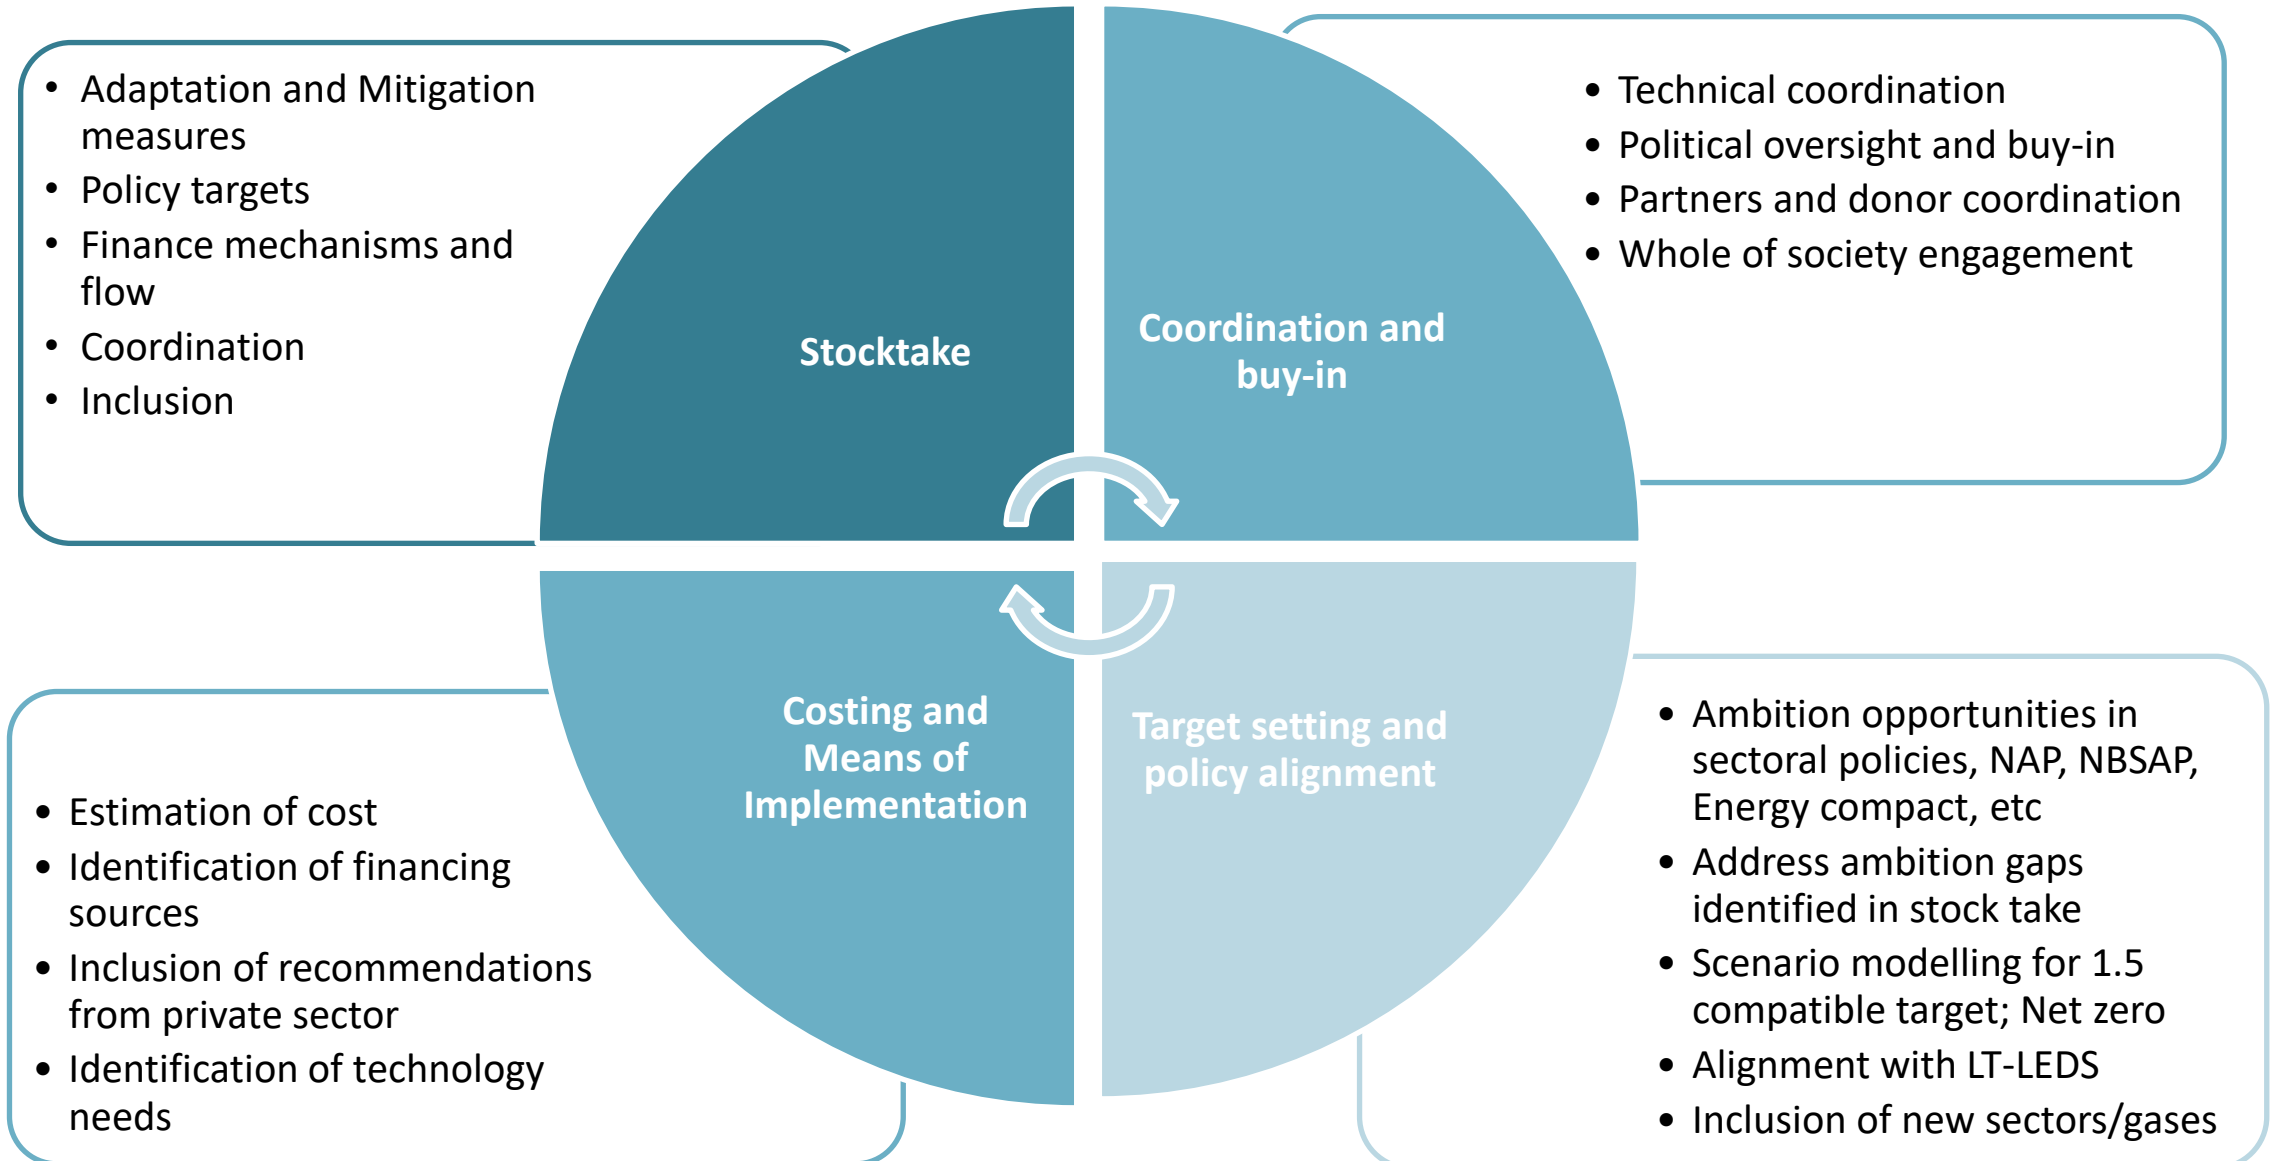 • Adaptation and Mitigation
measures
• Policy targets
• Finance mechanisms and
flow
• Coordination
• Inclusion
Stocktake
Coordination and
buy-in
• Technical coordination
• Political oversight and buy-in
• Partners and donor coordination
• Whole of society engagement
Costing and
Means of
Implementation
• Estimation of cost
• Identification of financing
sources
• Inclusion of recommendations
from private sector
• Identification of technology
needs
Target setting and
policy alignment
• Ambition opportunities in
sectoral policies, NAP, NBSAP,
Energy compact, etc
• Address ambition gaps
identified in stock take
• Scenario modelling for 1.5
compatible target; Net zero
• Alignment with LT-LEDS
• Inclusion of new sectors/gases